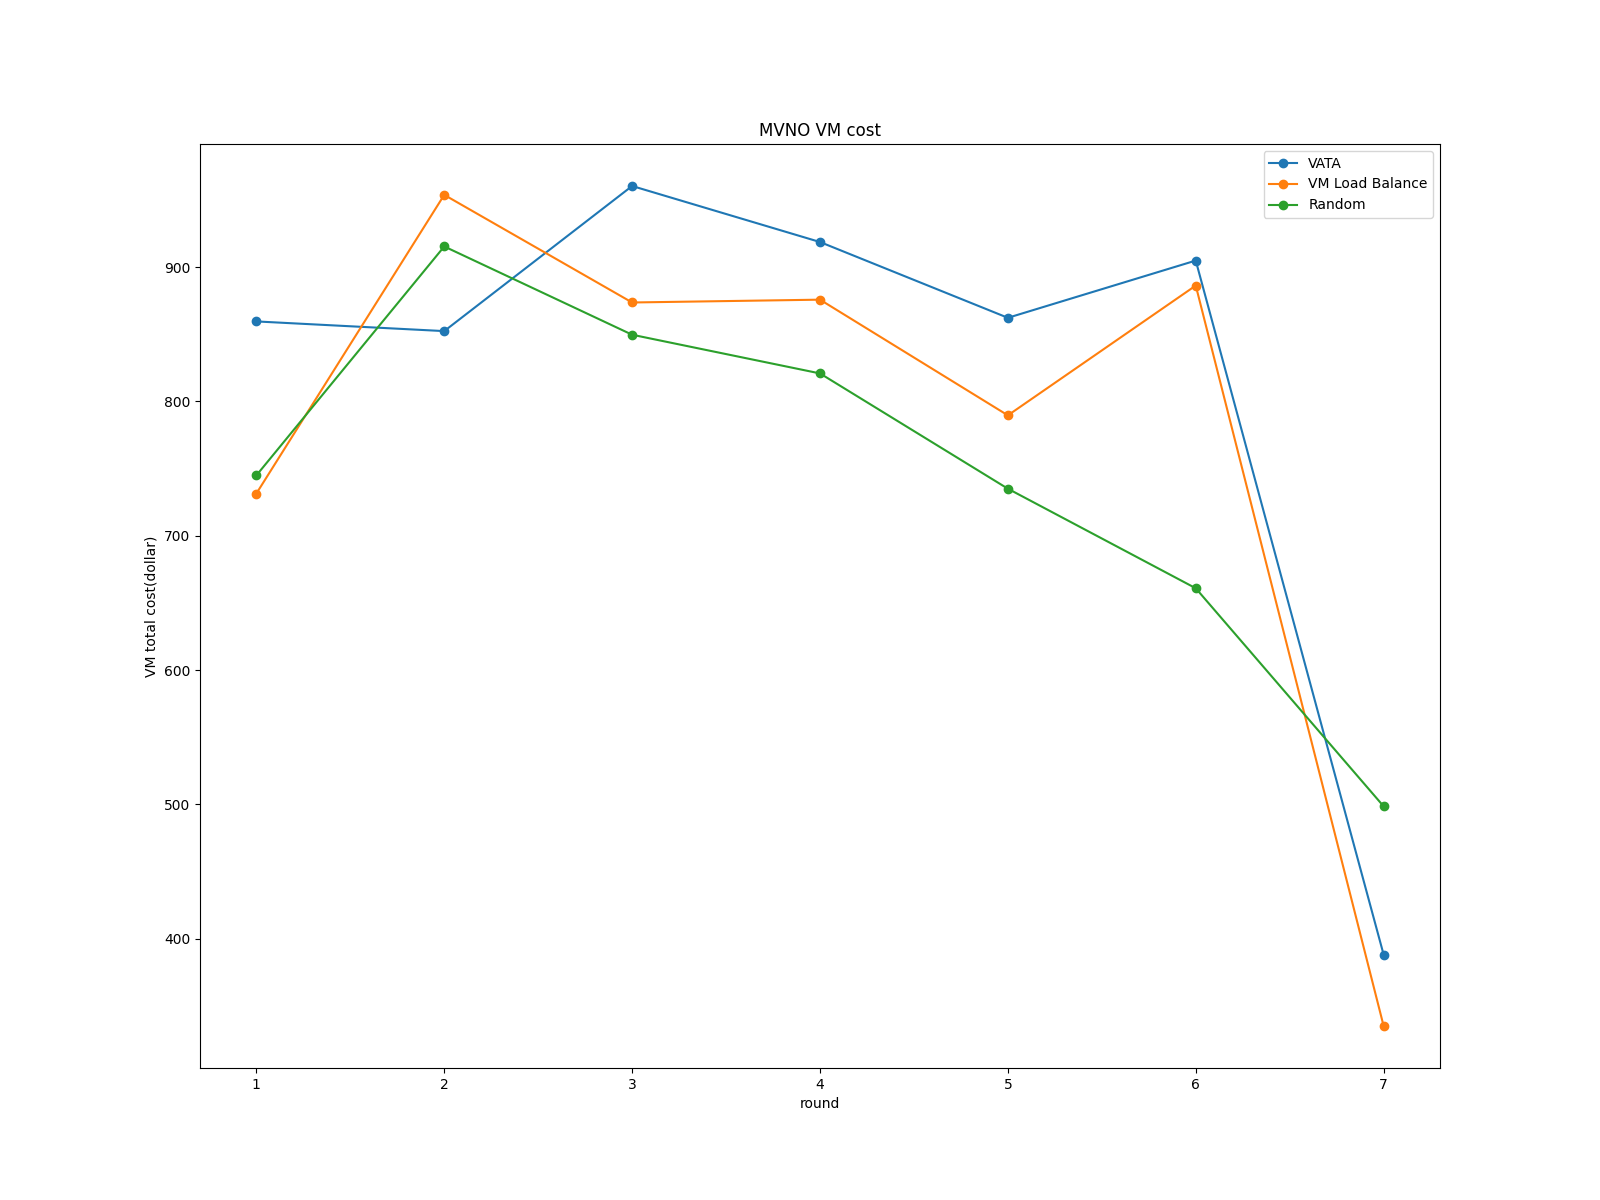 MVNO VM cost
VATA
VM Load Balance
Random
900
800
700
600
500
400
VM total cost(dollar)
1 2 3 4 5 6 7
round